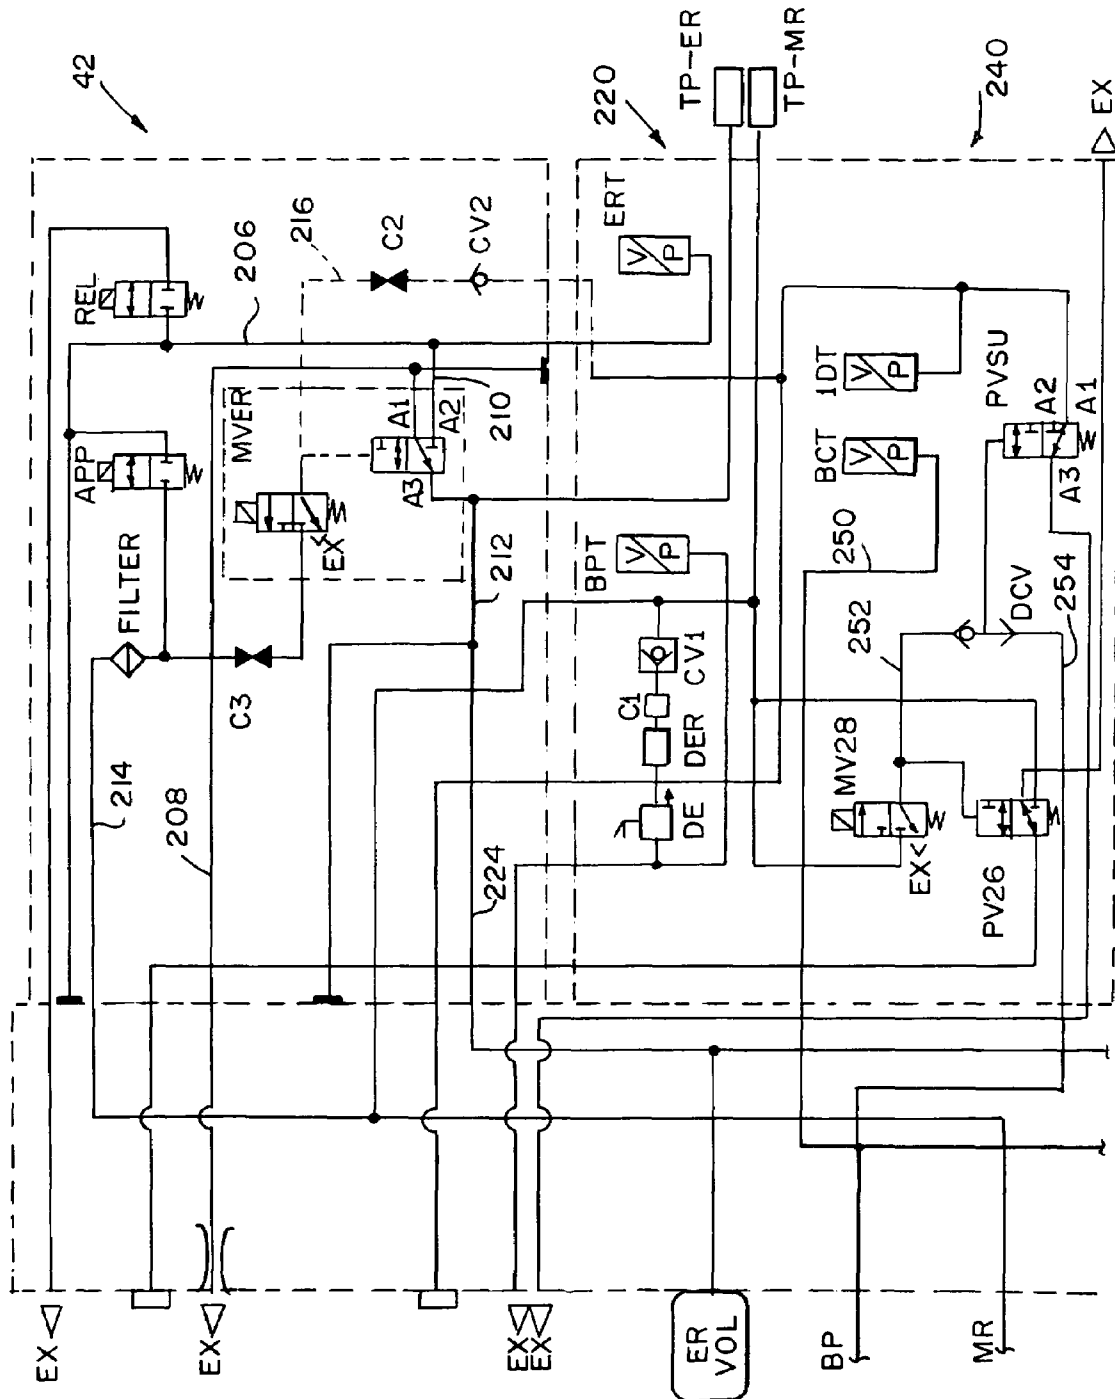 42
REL
APP
FILTER
216
206
C2
CV2
MVER
A1
A2
A3
210
EX
C3
214
208
212
224
220
TP-ER
TP-MR
240
EX
ERT
BPT
1DT
BCT
PVSU
A2
A1
A3
250
252
DCV
254
C1
CV1
DER
DE
MV28
EX
PV26
V
P
V
P
V
P
V
P
EX
EX
EX
EX
ER
VOL
BP
MR